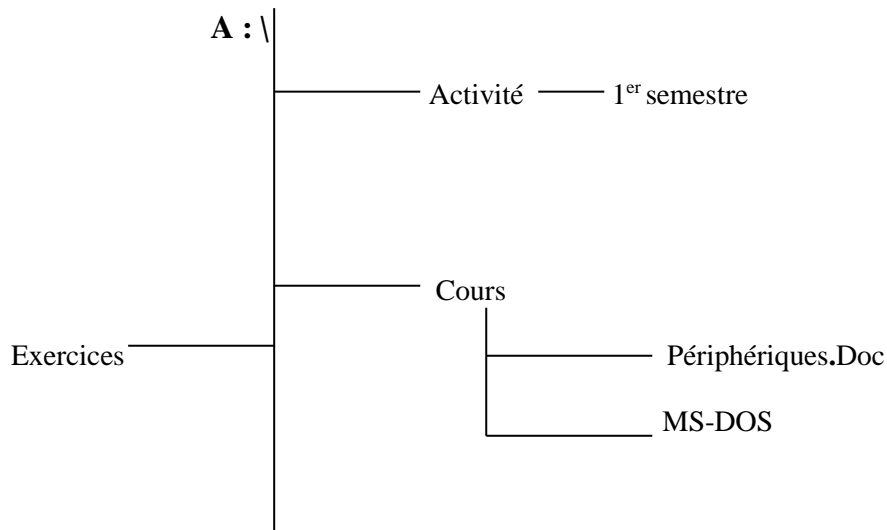 A : \
Activité
1er semestre
Cours
Exercices
Périphériques.Doc
MS-DOS